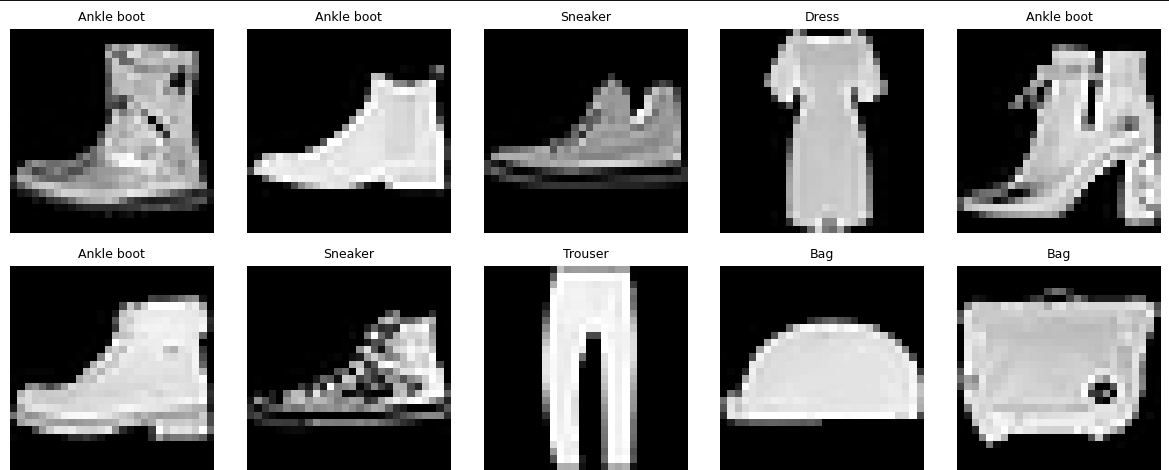 Ankle boot
Ankle boot
Sneaker
Dress
Ankle boot
Ankle boot
Sneaker
Trouser
Bag
Bag